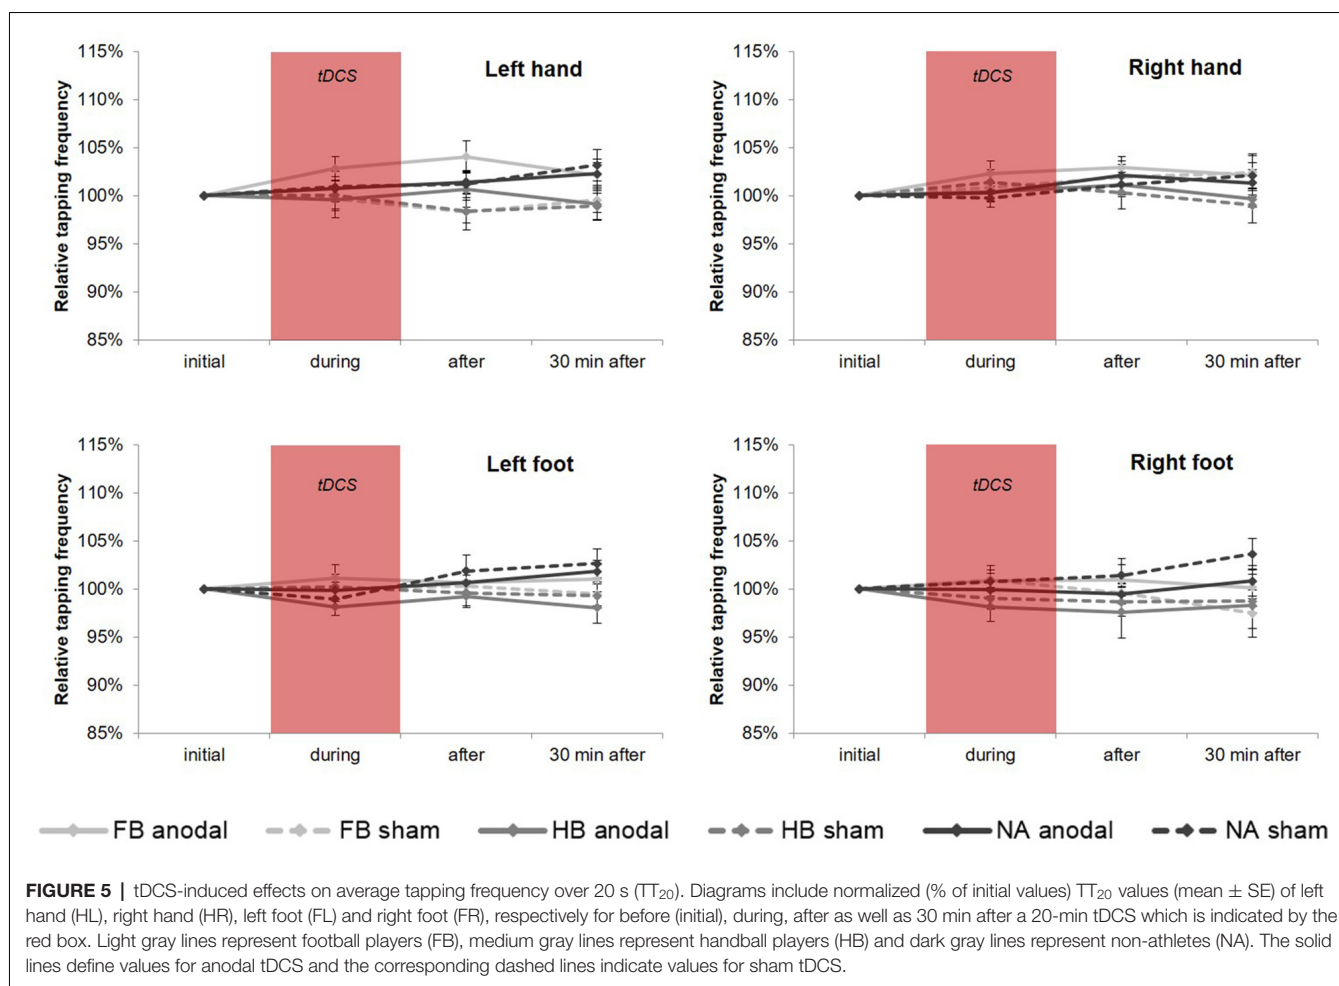 115%
110%
105%
100%
95%
90%
85%
Relative tapping frequency
tDCS
Left hand
initial during after 30 min after
115%
110%
105%
100%
95%
90%
85%
Relative tapping frequency
tDCS
Right hand
initial during after 30 min after
115%
110%
105%
100%
95%
90%
85%
Relative tapping frequency
tDCS
Left foot
initial during after 30 min after
115%
110%
105%
100%
95%
90%
85%
Relative tapping frequency
tDCS
Right foot
initial during after 30 min after
FB anodal FB sham HB anodal HB sham NA anodal NA sham
FIGURE 5 | tDCS-induced effects on average tapping frequency over 20 s (TT20). Diagrams include normalized (% of initial values) TT20 values (mean ± SE) of left
hand (HL), right hand (HR), left foot (FL) and right foot (FR), respectively for before (initial), during, after as well as 30 min after a 20-min tDCS which is indicated by the
red box. Light gray lines represent football players (FB), medium gray lines represent handball players (HB) and dark gray lines represent non-athletes (NA). The solid
lines define values for anodal tDCS and the corresponding dashed lines indicate values for sham tDCS.